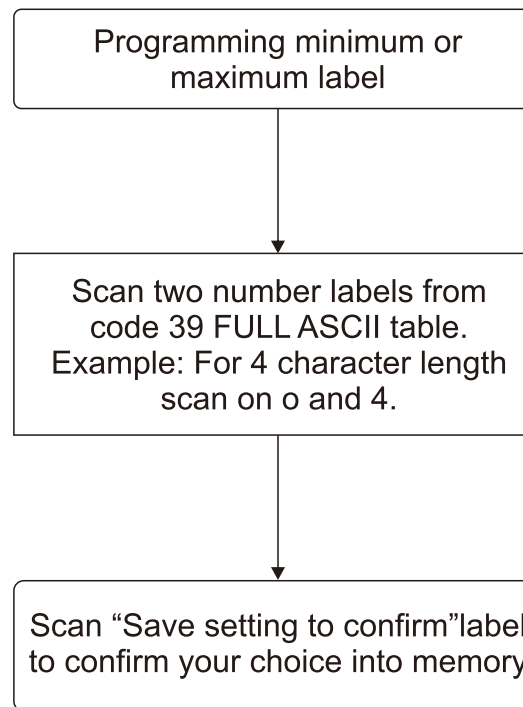 Programming minimum or
maximum label
Scan two number labels from
code 39 FULL ASCII table.
Example: For 4 character length
scan on o and 4.
Scan “Save setting to confirm”label
to confirm your choice into memory